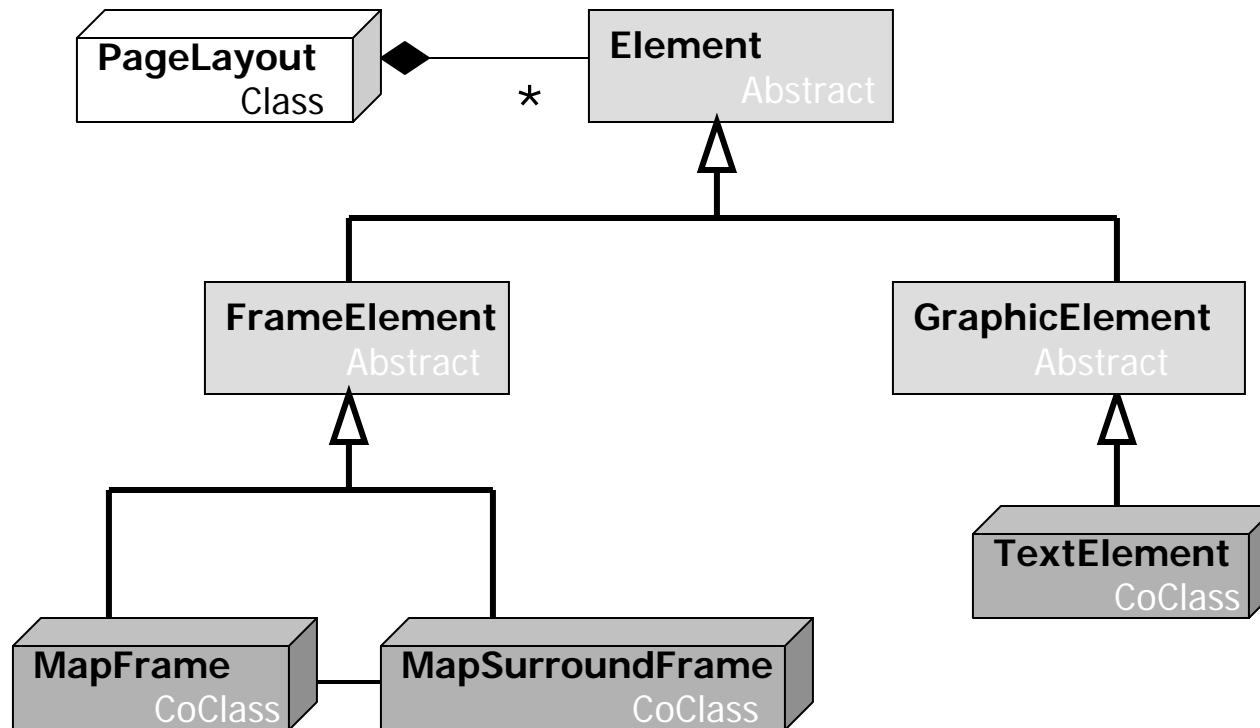 PageLayout
Class
*
Element
Abstract
FrameElement
Abstract
GraphicElement
Abstract
TextElement
CoClass
MapFrame
CoClass
MapSurroundFrame
CoClass